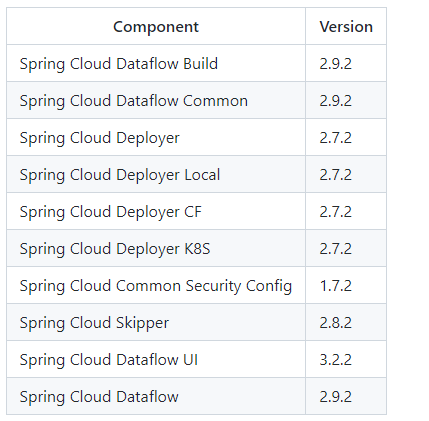 Component Version
Spring Cloud Dataflow Build 2.9.2
Spring Cloud Dataflow Common 2.9.2
Spring Cloud Deployer 2.7.2
Spring Cloud Deployer Local 2.7.2
Spring Cloud Deployer CF 2.7.2
Spring Cloud Deployer K8S 2.7.2
Spring Cloud Common Security Config 1.7.2
Spring Cloud Skipper 2.8.2
Spring Cloud Dataflow UI 3.2.2
Spring Cloud Dataflow 2.9.2